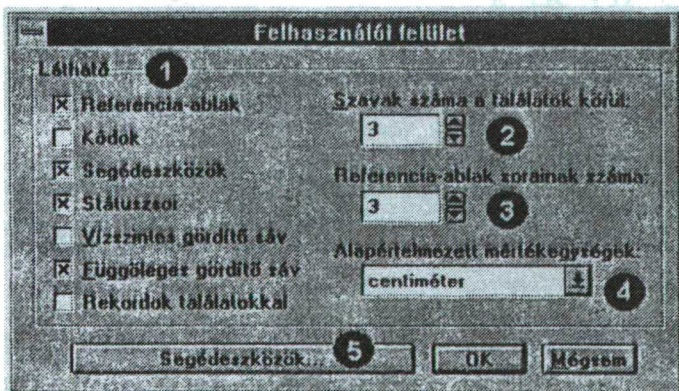 Felhasználói felület
Látható 1
Referencia-ablak
Kódok
Segédeszközök
Státuszsor
Vízszintes gördítő sáv
Függőleges gördítő sáv
Rekordok találatokkal
Szavak száma a találatok körül:
3 2
Referencia-ablak sorainak száma:
3 3
Alapértelmezett mértékegységek:
centiméter 4
Segédeszközök... 5 OK Mégsem